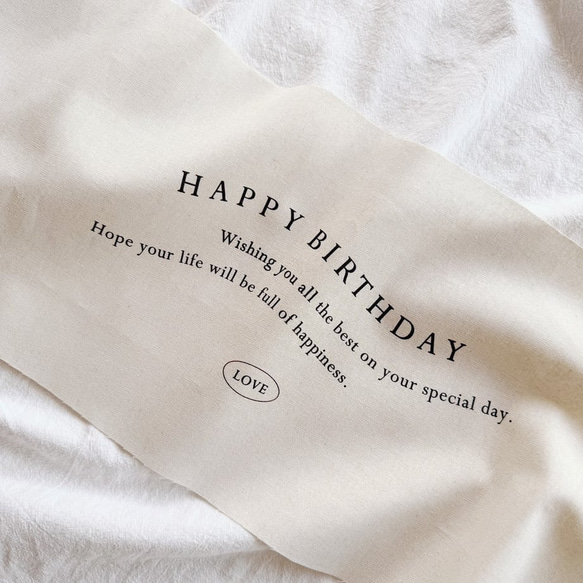 HAPPY BIRTHDAY
Wishing you all the best on your special day.
Hope your life will be full of happiness.
LOVE